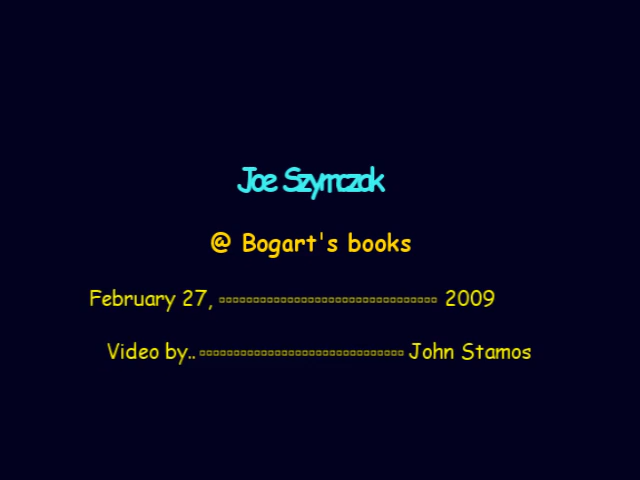 Joe Szymczak
@ Bogart's books
February 27, 2009
Video by.. John Stamos